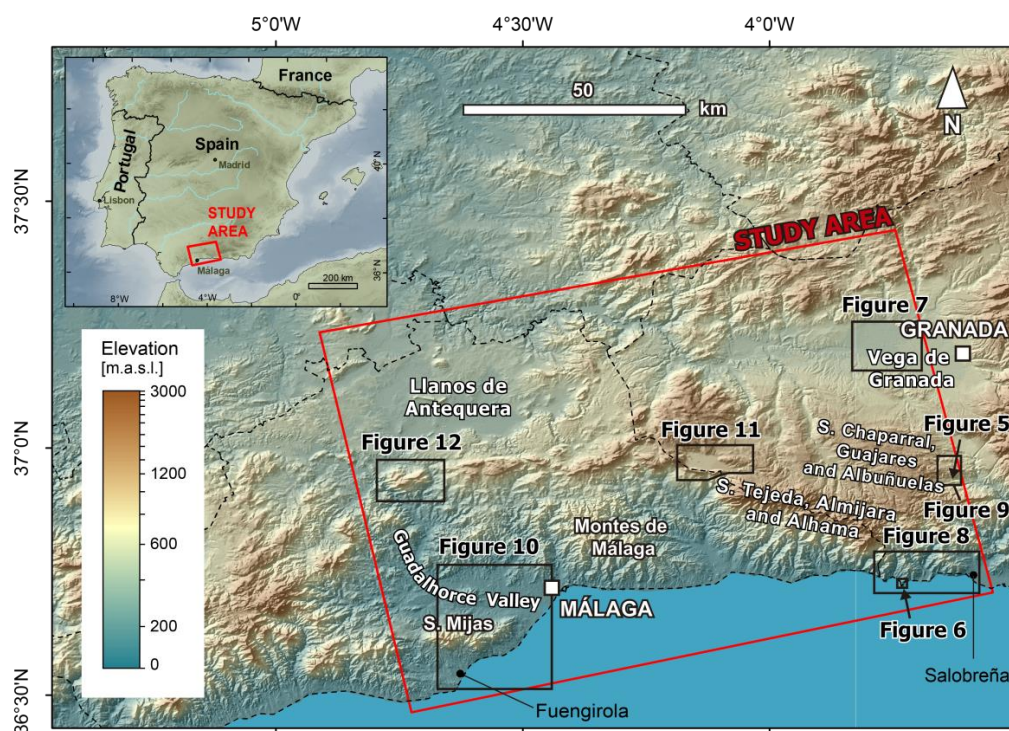 5°0'W
4°30'W
4°0'W
37°30'N
37°0'N
36°30'N
France
Portugal
Spain
Madrid
Lisbon
STUDY
AREA
Málaga
200 km
8°W
4°W
0°
40°N
36°N
50
km
N
STUDY AREA
Elevation
[m.a.s.l.]
3000
1200
600
200
0
Figure 7
GRANADA
Vega de
Granada
Llanos de
Antequera
Figure 12
Figure 11
S. Chaparral,
Guajares
and Albuñuelas
Figure 5
S. Tejeda, Almijara
and Alhama
Figure 9
Figure 8
Montes de
Málaga
Figure 10
Guadalhorce Valley
MÁLAGA
S. Mijas
Figure 6
Salobreña
Fuengirola